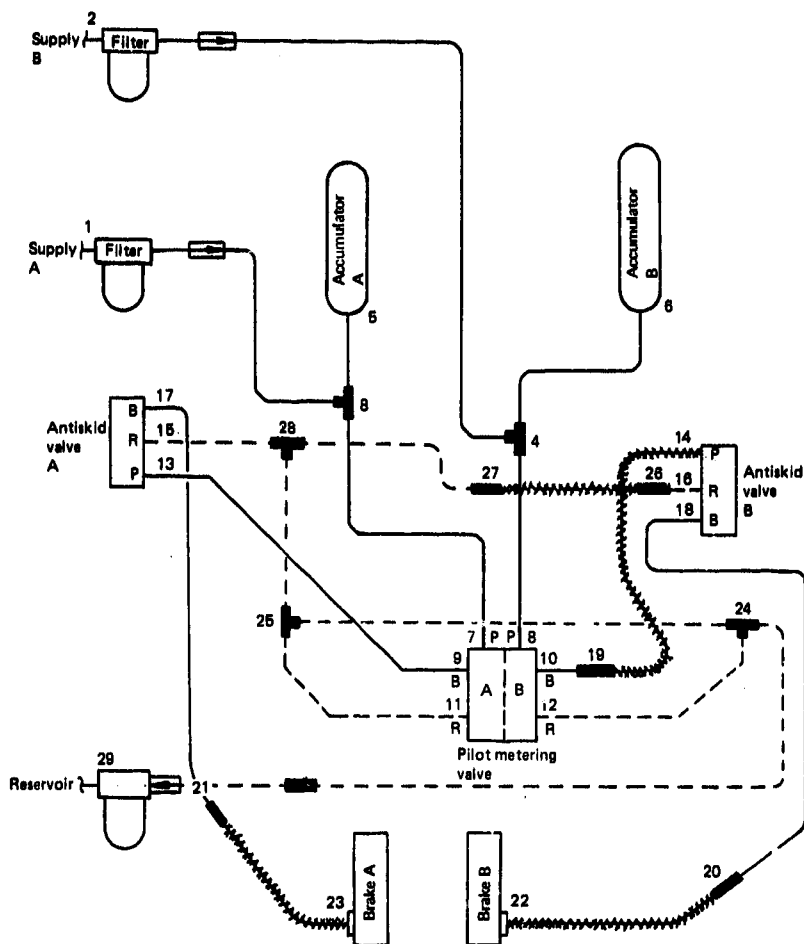 2
Supply
B
Filter
Accumulator
A
Accumulator
B
1
Supply
A
Filter
5
6
8
17
B
Antiskid
valve
A
15
R
28
4
14
P
13
P
27
26
16
R
Antiskid
valve
B
18
B
25
24
7
P
P
8
9
B
A
B
10
B
19
11
R
12
R
Pilot metering
valve
29
Reservoir
21
Brake A
Brake B
20
23
22